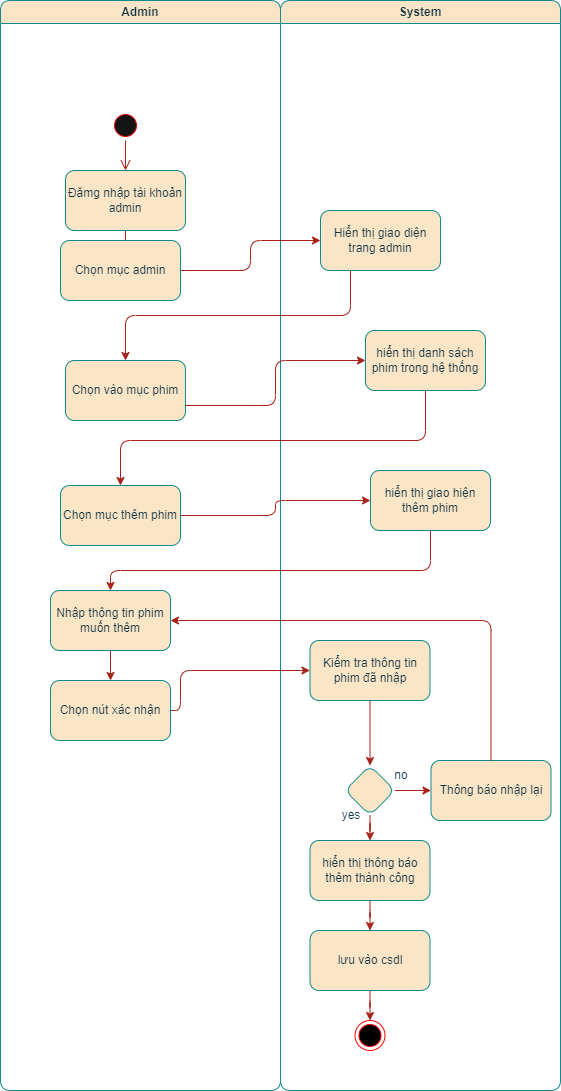 Admin
System
Đămg nhập tải khoản
admin
Chọn mục admin
Hiển thị giao diện
trang admin
Chọn vào mục phim
hiển thị danh sách
phim trong hệ thống
Chọn mục thêm phim
hiển thị giao hiện
thêm phim
Nhập thông tin phim
muốn thêm
Kiểm tra thông tin
phim đã nhập
Chọn nút xác nhận
no
Thông báo nhập lại
yes
hiển thị thông báo
thêm thành công
lưu vào csdl